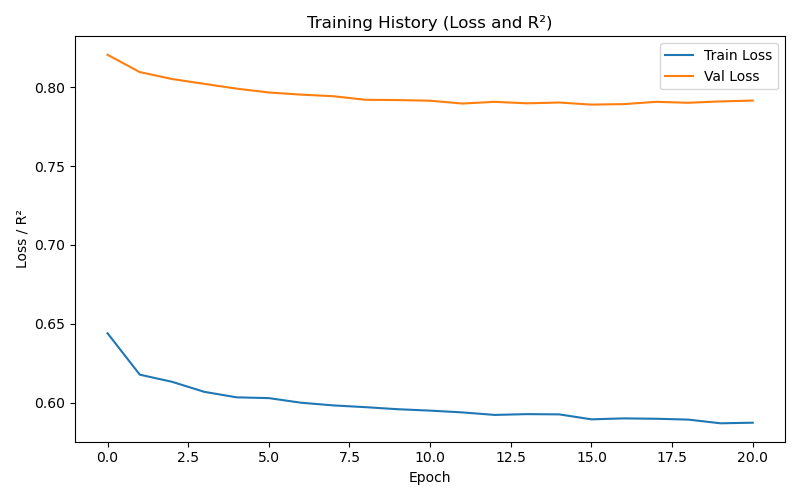 Training History (Loss and R²)
Train Loss
Val Loss
0.80
0.75
0.70
0.65
0.60
Loss / R²
0.0 2.5 5.0 7.5 10.0 12.5 15.0 17.5 20.0
Epoch